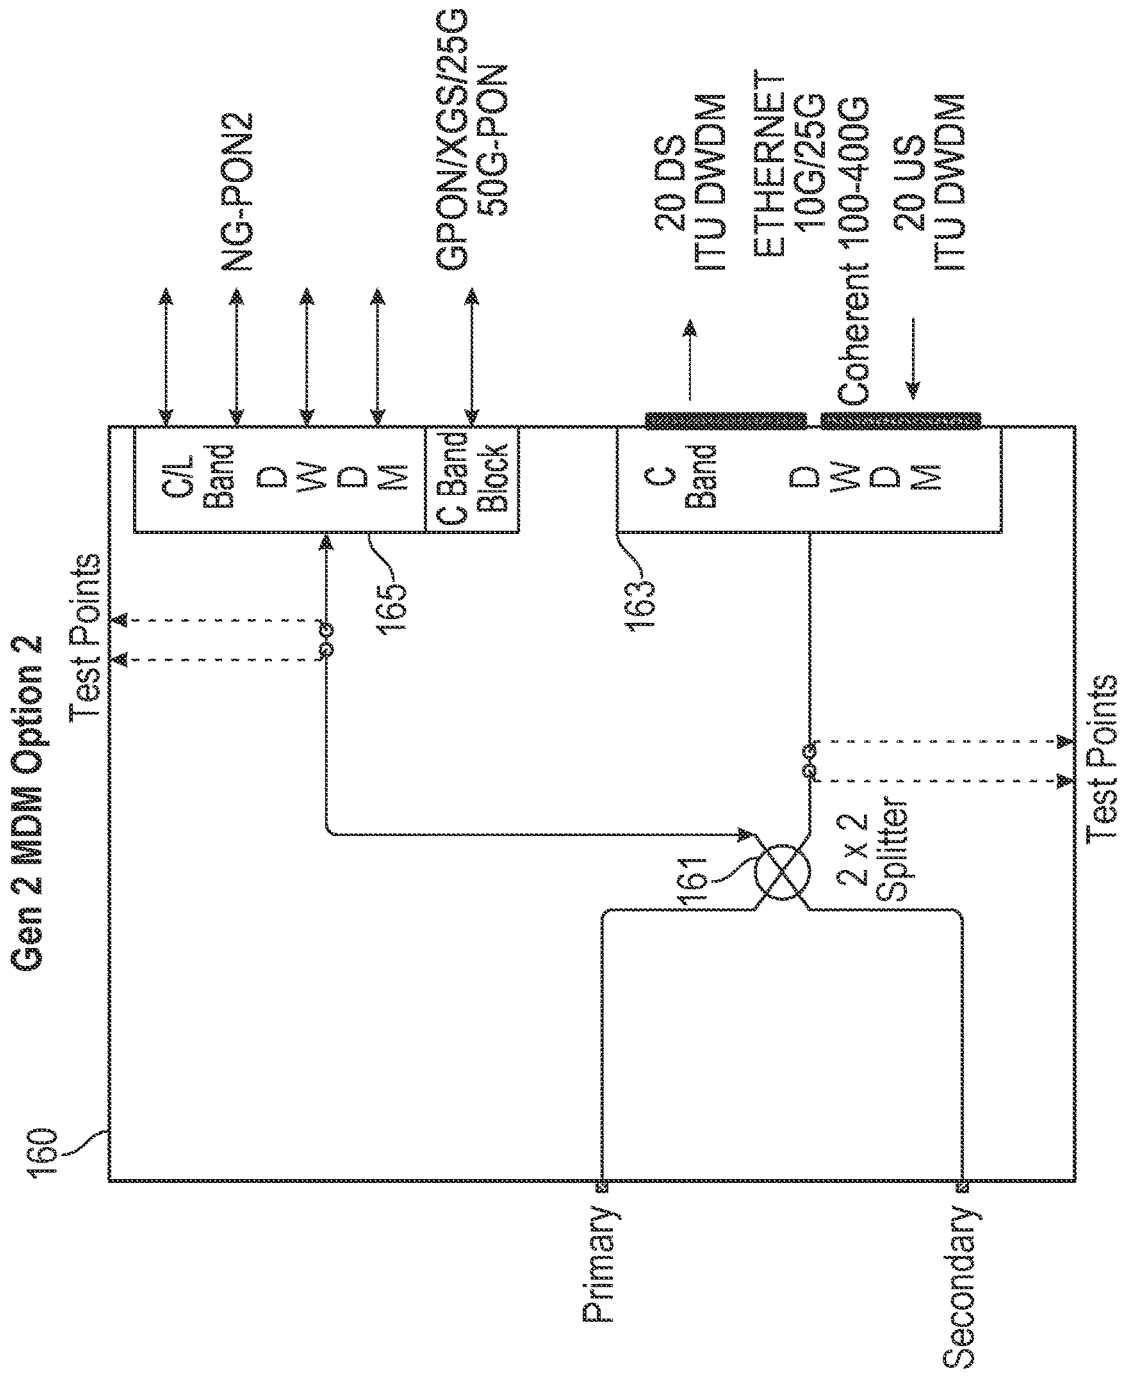 Gen 2 MDM Option 2
160
Test Points
C/L
Band
D
W
D
M
NG-PON2
165
C Band
Block
GPON/XGS/25G
50G-PON
Primary
161
163
C
Band
D
W
D
M
20 DS
ITU DWDM
ETHERNET
10G/25G
Coherent 100-400G
20 US
ITU DWDM
2 x 2
Splitter
Secondary
Test Points